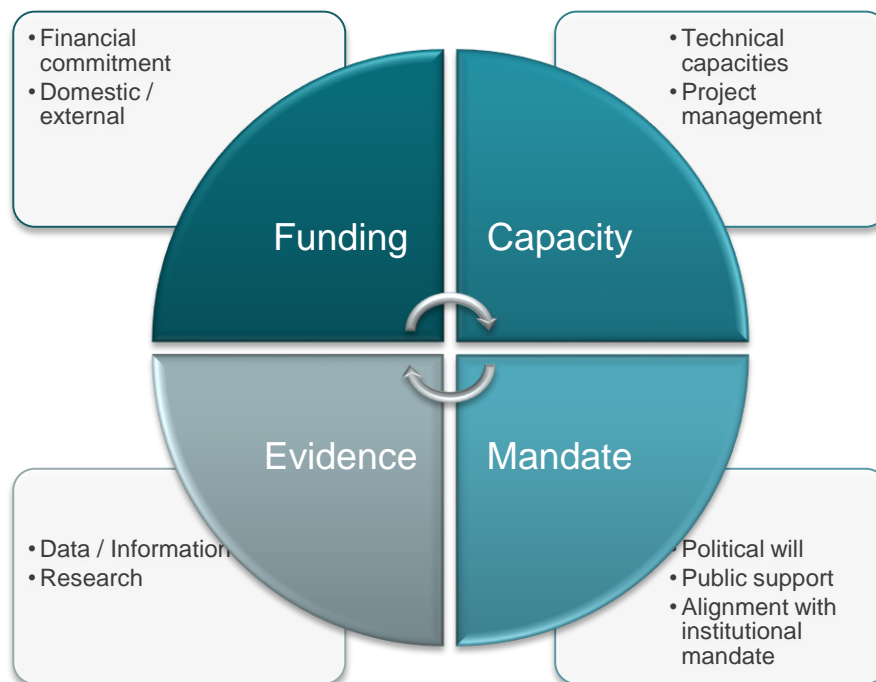 • Financial
commitment
• Domestic /
external
• Technical
capacities
• Project
management
Funding
Capacity
Evidence
Mandate
• Data / Information
• Research
• Political will
• Public support
• Alignment with
institutional
mandate